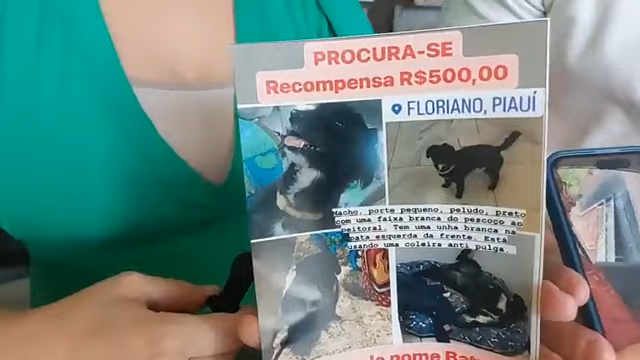 PROCURA-SE
Recompensa R$500,00
FLORIANO, PIAUÍ
Macho, porte pequeno, peludo, preto
com uma faixa branca do pescoço ao
peitoral. Tem uma unha branca na
pata esquerda da frente. Está
usando uma coleira anti pulga.
nome